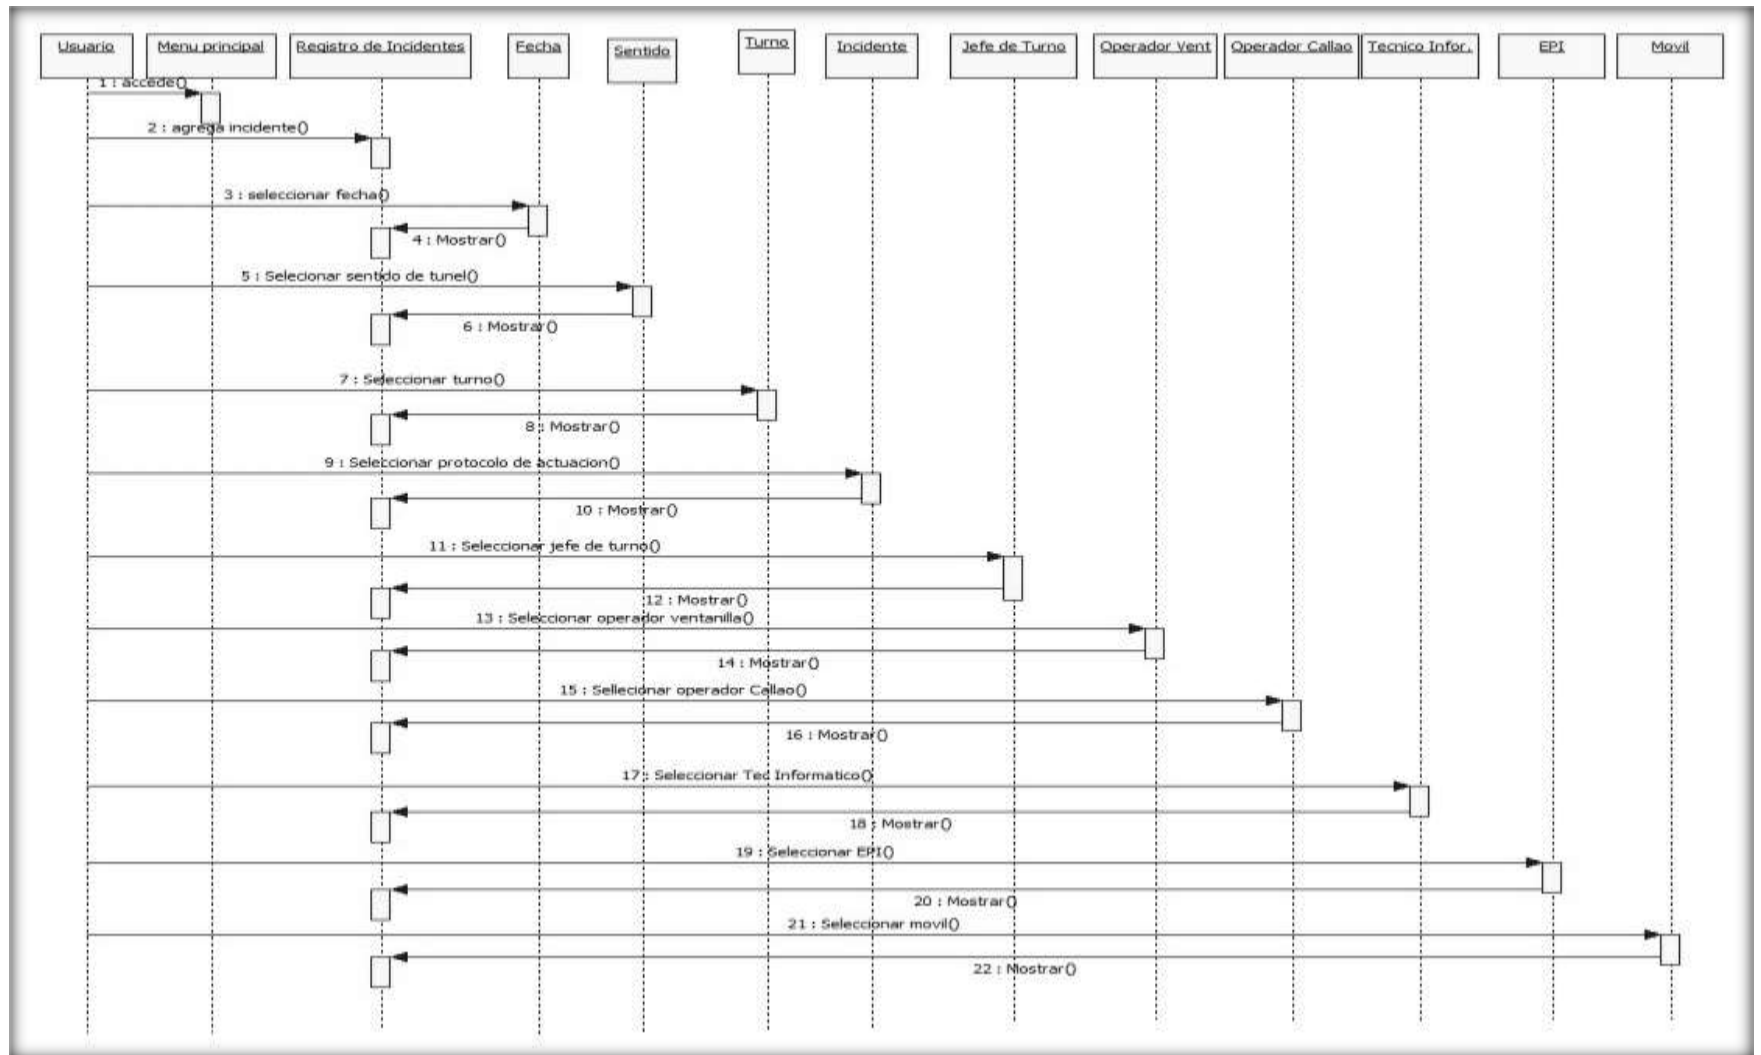 Usuario
Menu principal
Registro de Incidentes
Fecha
Sentido
Turno
Incidente
Jefe de Turno
Operador Vent
Operador Callao
Tecnico Infor.
EPI
Movil
1 : accede()
2 : agrega incidente()
3 : seleccionar fecha()
4 : Mostrar()
5 : Selecionar sentido de tunel()
6 : Mostrar()
7 : Seleccionar turno()
8 : Mostrar()
9 : Seleccionar protocolo de actuacion()
10 : Mostrar()
11 : Seleccionar jefe de turno()
12 : Mostrar()
13 : Seleccionar operador ventanilla()
14 : Mostrar()
15 : Sellecionar operador Callao()
16 : Mostrar()
17 : Seleccionar Tec Informatico()
18 : Mostrar()
19 : Seleccionar EPI()
20 : Mostrar()
21 : Seleccionar movil()
22 : Mostrar()